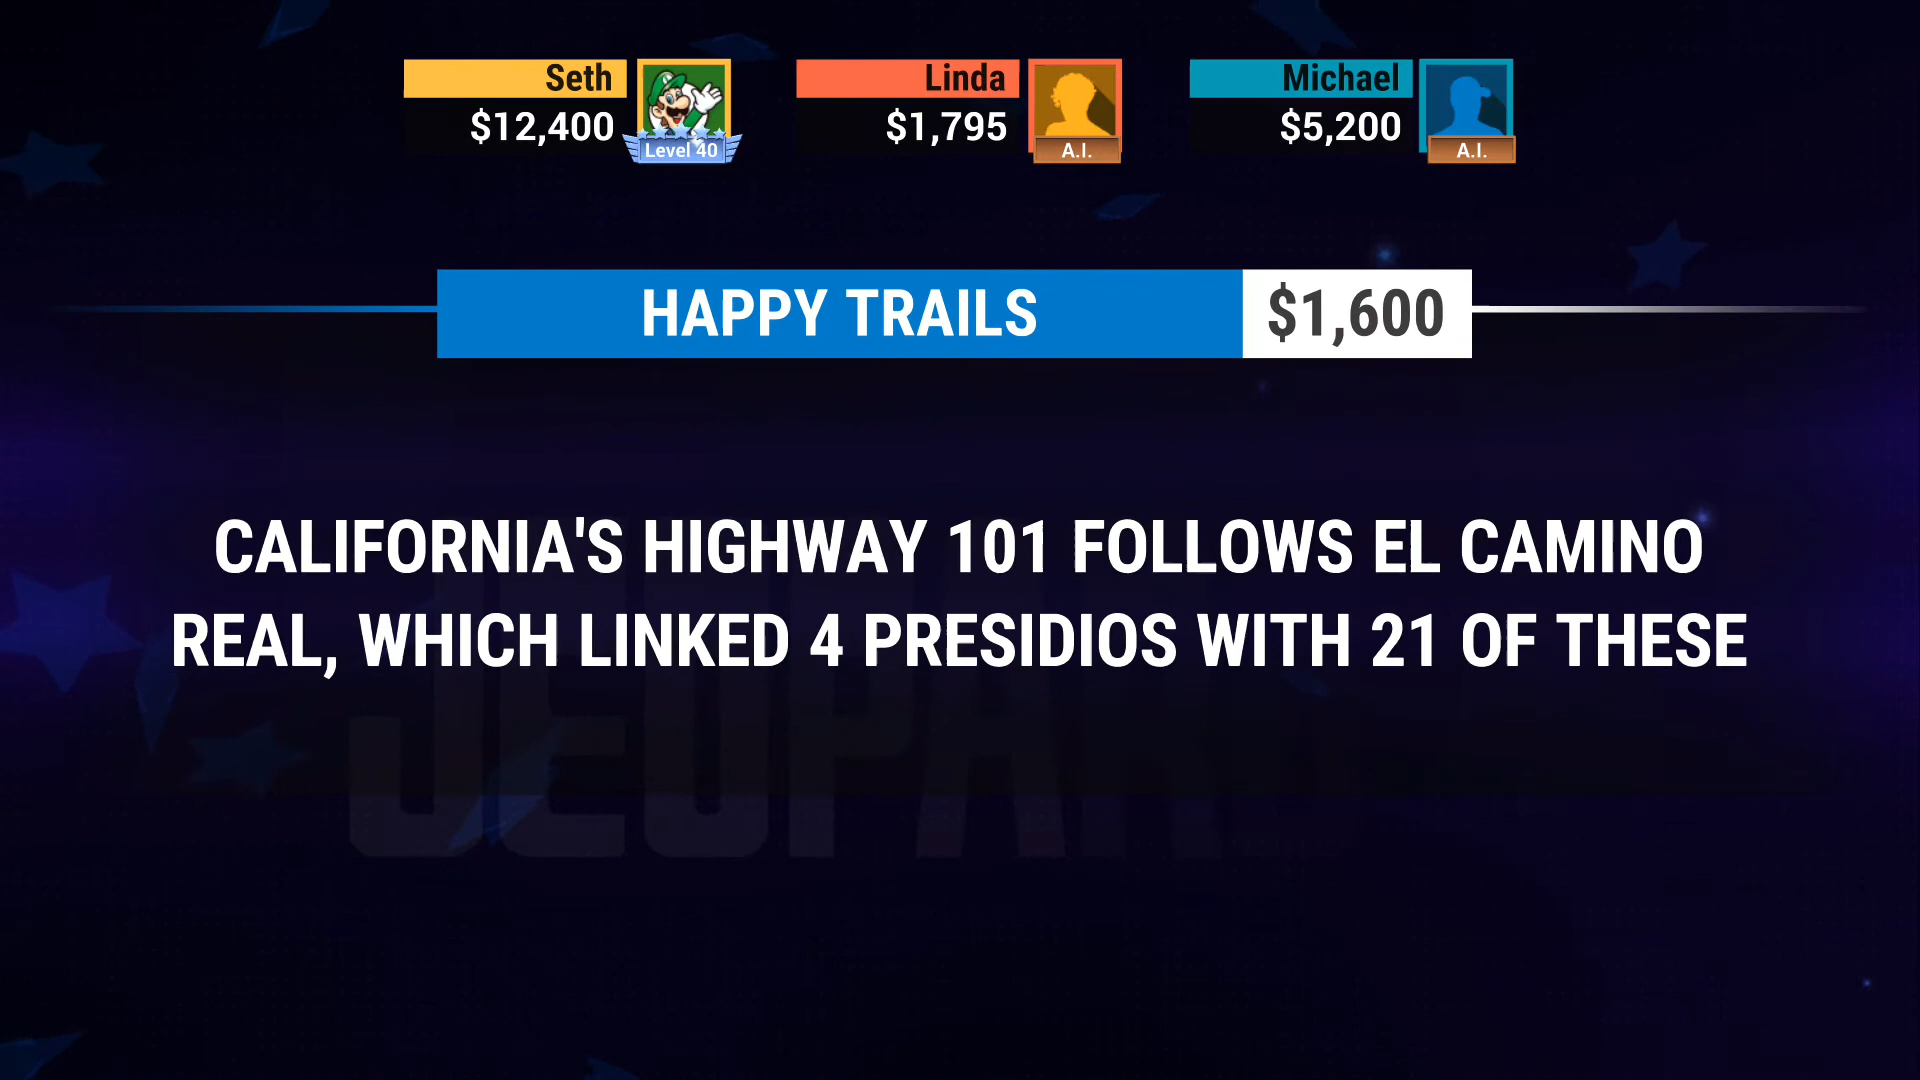 Seth
$12,400
Level 40
Linda
$1,795
A.I.
Michael
$5,200
A.I.
HAPPY TRAILS
$1,600
CALIFORNIA'S HIGHWAY 101 FOLLOWS EL CAMINO
REAL, WHICH LINKED 4 PRESIDIOS WITH 21 OF THESE
JEOPARD